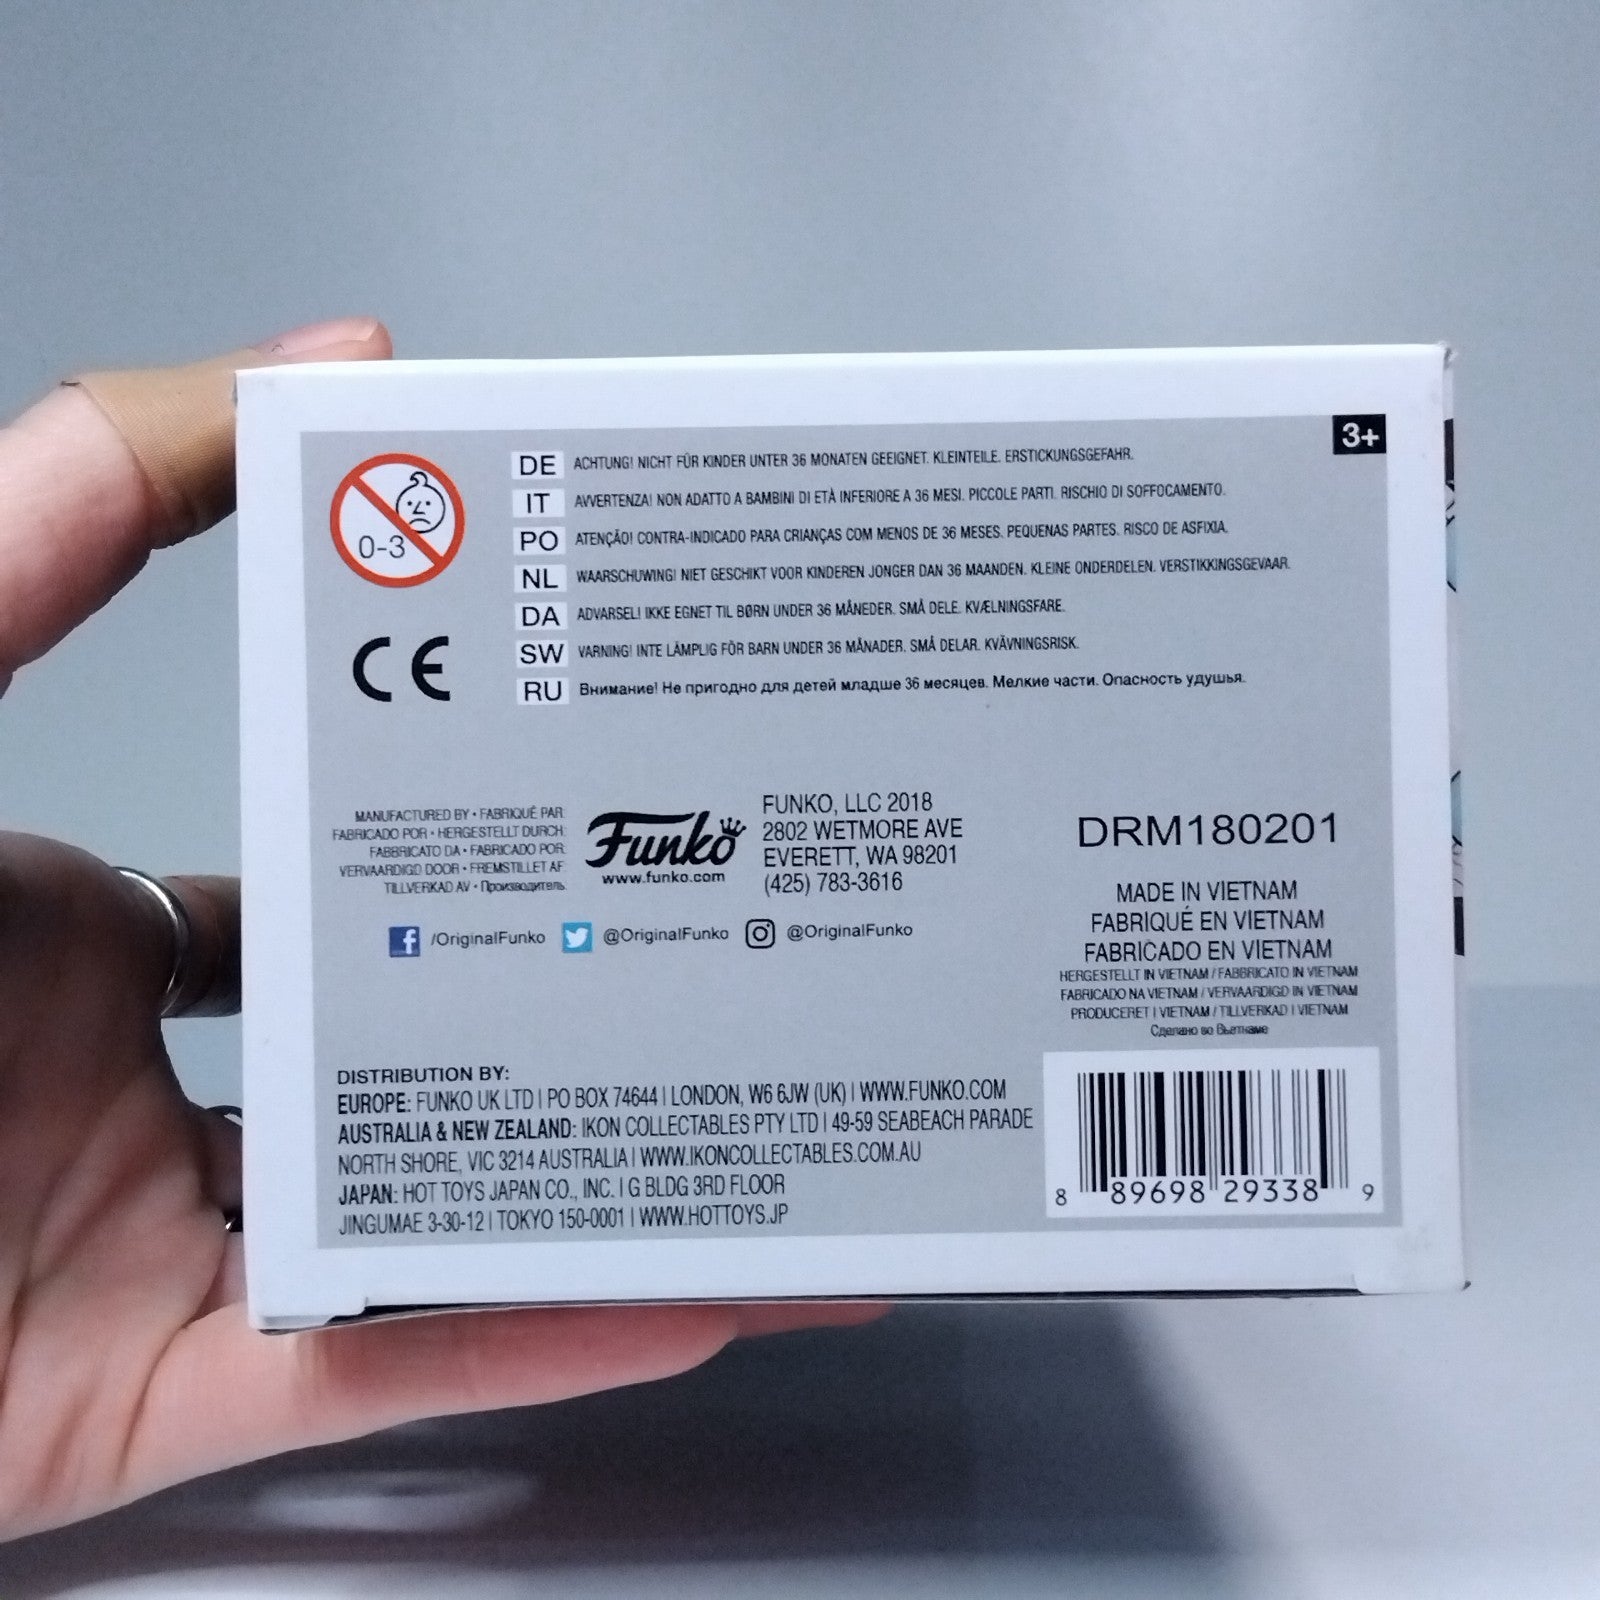 3+
0-3
DE ACHTUNG! NICHT FÜR KINDER UNTER 36 MONATEN GEEIGNET. KLEINTEILE. ERSTICKUNGSGEFAHR.
IT AVVERTENZA! NON ADATTO A BAMBINI DI ETÀ INFERIORE A 36 MESI. PICCOLE PARTI. RISCHIO DI SOFFOCAMENTO.
PO ATENÇÃO! CONTRA-INDICADO PARA CRIANÇAS COM MENOS DE 36 MESES. PEQUENAS PARTES. RISCO DE ASFIXIA.
NL WAARSCHUWING! NIET GESCHIKT VOOR KINDEREN JONGER DAN 36 MAANDEN. KLEINE ONDERDELEN. VERSTIKKINGSGEVAAR.
DA ADVARSEL! IKKE EGNET TIL BØRN UNDER 36 MÅNEDER. SMÅ DELE. KVÆLNINGSFARE.
SW VARNING! INTE LÄMPLIG FÖR BARN UNDER 36 MÅNADER. SMÅ DELAR. KVÄVNINGSRISK.
RU Внимание! Не пригодно для детей младше 36 месяцев. Мелкие части. Опасность удушья.
CE
MANUFACTURED BY • FABRIQUÉ PAR:
FABRICADO POR • HERGESTELLT DURCH:
FABBRICATO DA • FABRICADO POR:
VERVAARDIGD DOOR • FREMSTILLET AF:
TILLVERKAD AV • Производитель:
Funko
www.funko.com
FUNKO, LLC 2018
2802 WETMORE AVE
EVERETT, WA 98201
(425) 783-3616
f /OriginalFunko @OriginalFunko @OriginalFunko
DRM180201
MADE IN VIETNAM
FABRIQUÉ EN VIETNAM
FABRICADO EN VIETNAM
HERGESTELLT IN VIETNAM / FABBRICATO IN VIETNAM
FABRICADO NA VIETNAM / VERVAARDIGD IN VIETNAM
PRODUCERET I VIETNAM / TILLVERKAD I VIETNAM
Сделано во Вьетнаме
DISTRIBUTION BY:
EUROPE: FUNKO UK LTD | PO BOX 74644 | LONDON, W6 6JW (UK) | WWW.FUNKO.COM
AUSTRALIA & NEW ZEALAND: IKON COLLECTABLES PTY LTD | 49-59 SEABEACH PARADE
NORTH SHORE, VIC 3214 AUSTRALIA | WWW.IKONCOLLECTABLES.COM.AU
JAPAN: HOT TOYS JAPAN CO., INC. | G BLDG 3RD FLOOR
JINGUMAE 3-30-12 | TOKYO 150-0001 | WWW.HOTTOYS.JP
8 89698 29338 9